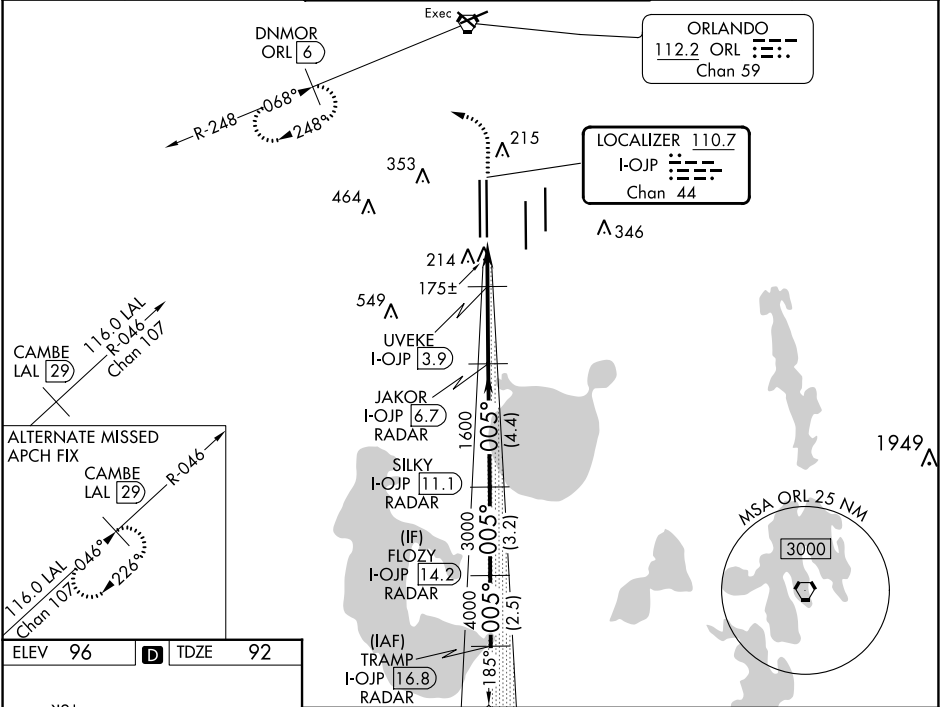 Exec
DNMOR
ORL 6
ORLANDO
112.2 ORL
Chan 59
R-248
068°
248°
215
LOCALIZER 110.7
I-OJP
Chan 44
353
464
346
214
175±
549
UVEKE
I-OJP 3.9
116.0 LAL
R-046
Chan 107
CAMBE
LAL 29
JAKOR
I-OJP 6.7
RADAR
1600
005°
(4.4)
ALTERNATE MISSED
APCH FIX
CAMBE
LAL 29
R-046
046°
226°
116.0 LAL
Chan 107
SILKY
I-OJP 11.1
RADAR
3000
005°
(3.2)
1949
MSA ORL 25 NM
3000
(IF)
FLOZY
I-OJP 14.2
RADAR
4000
005°
(2.5)
(IAF)
TRAMP
I-OJP 16.8
RADAR
185°
ELEV 96 D TDZE 92